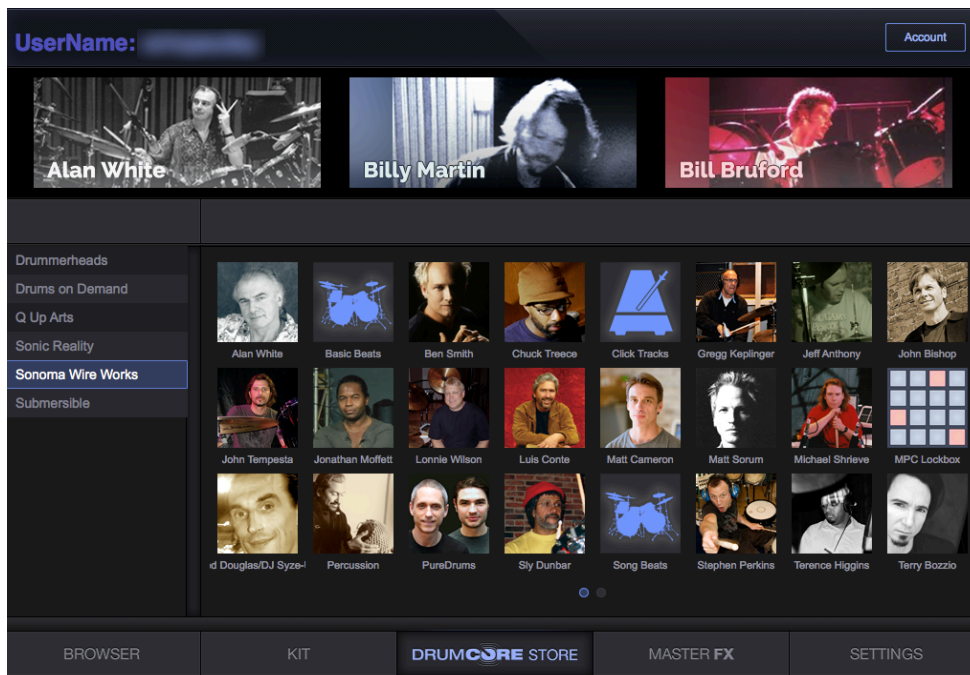 UserName:
Account
Alan White
Billy Martin
Bill Bruford
Drummerheads
Drums on Demand
Q Up Arts
Sonic Reality
Sonoma Wire Works
Submersible
Alan White
Basic Beats
Ben Smith
Chuck Treece
Click Tracks
Gregg Keplinger
Jeff Anthony
John Bishop
John Tempesta
Jonathan Moffett
Lonnie Wilson
Luis Conte
Matt Cameron
Matt Sorum
Michael Shrieve
MPC Lockbox
d Douglas/DJ Syze-
Percussion
PureDrums
Sly Dunbar
Song Beats
Stephen Perkins
Terence Higgins
Terry Bozzio
BROWSER
KIT
DRUMCORE STORE
MASTER FX
SETTINGS